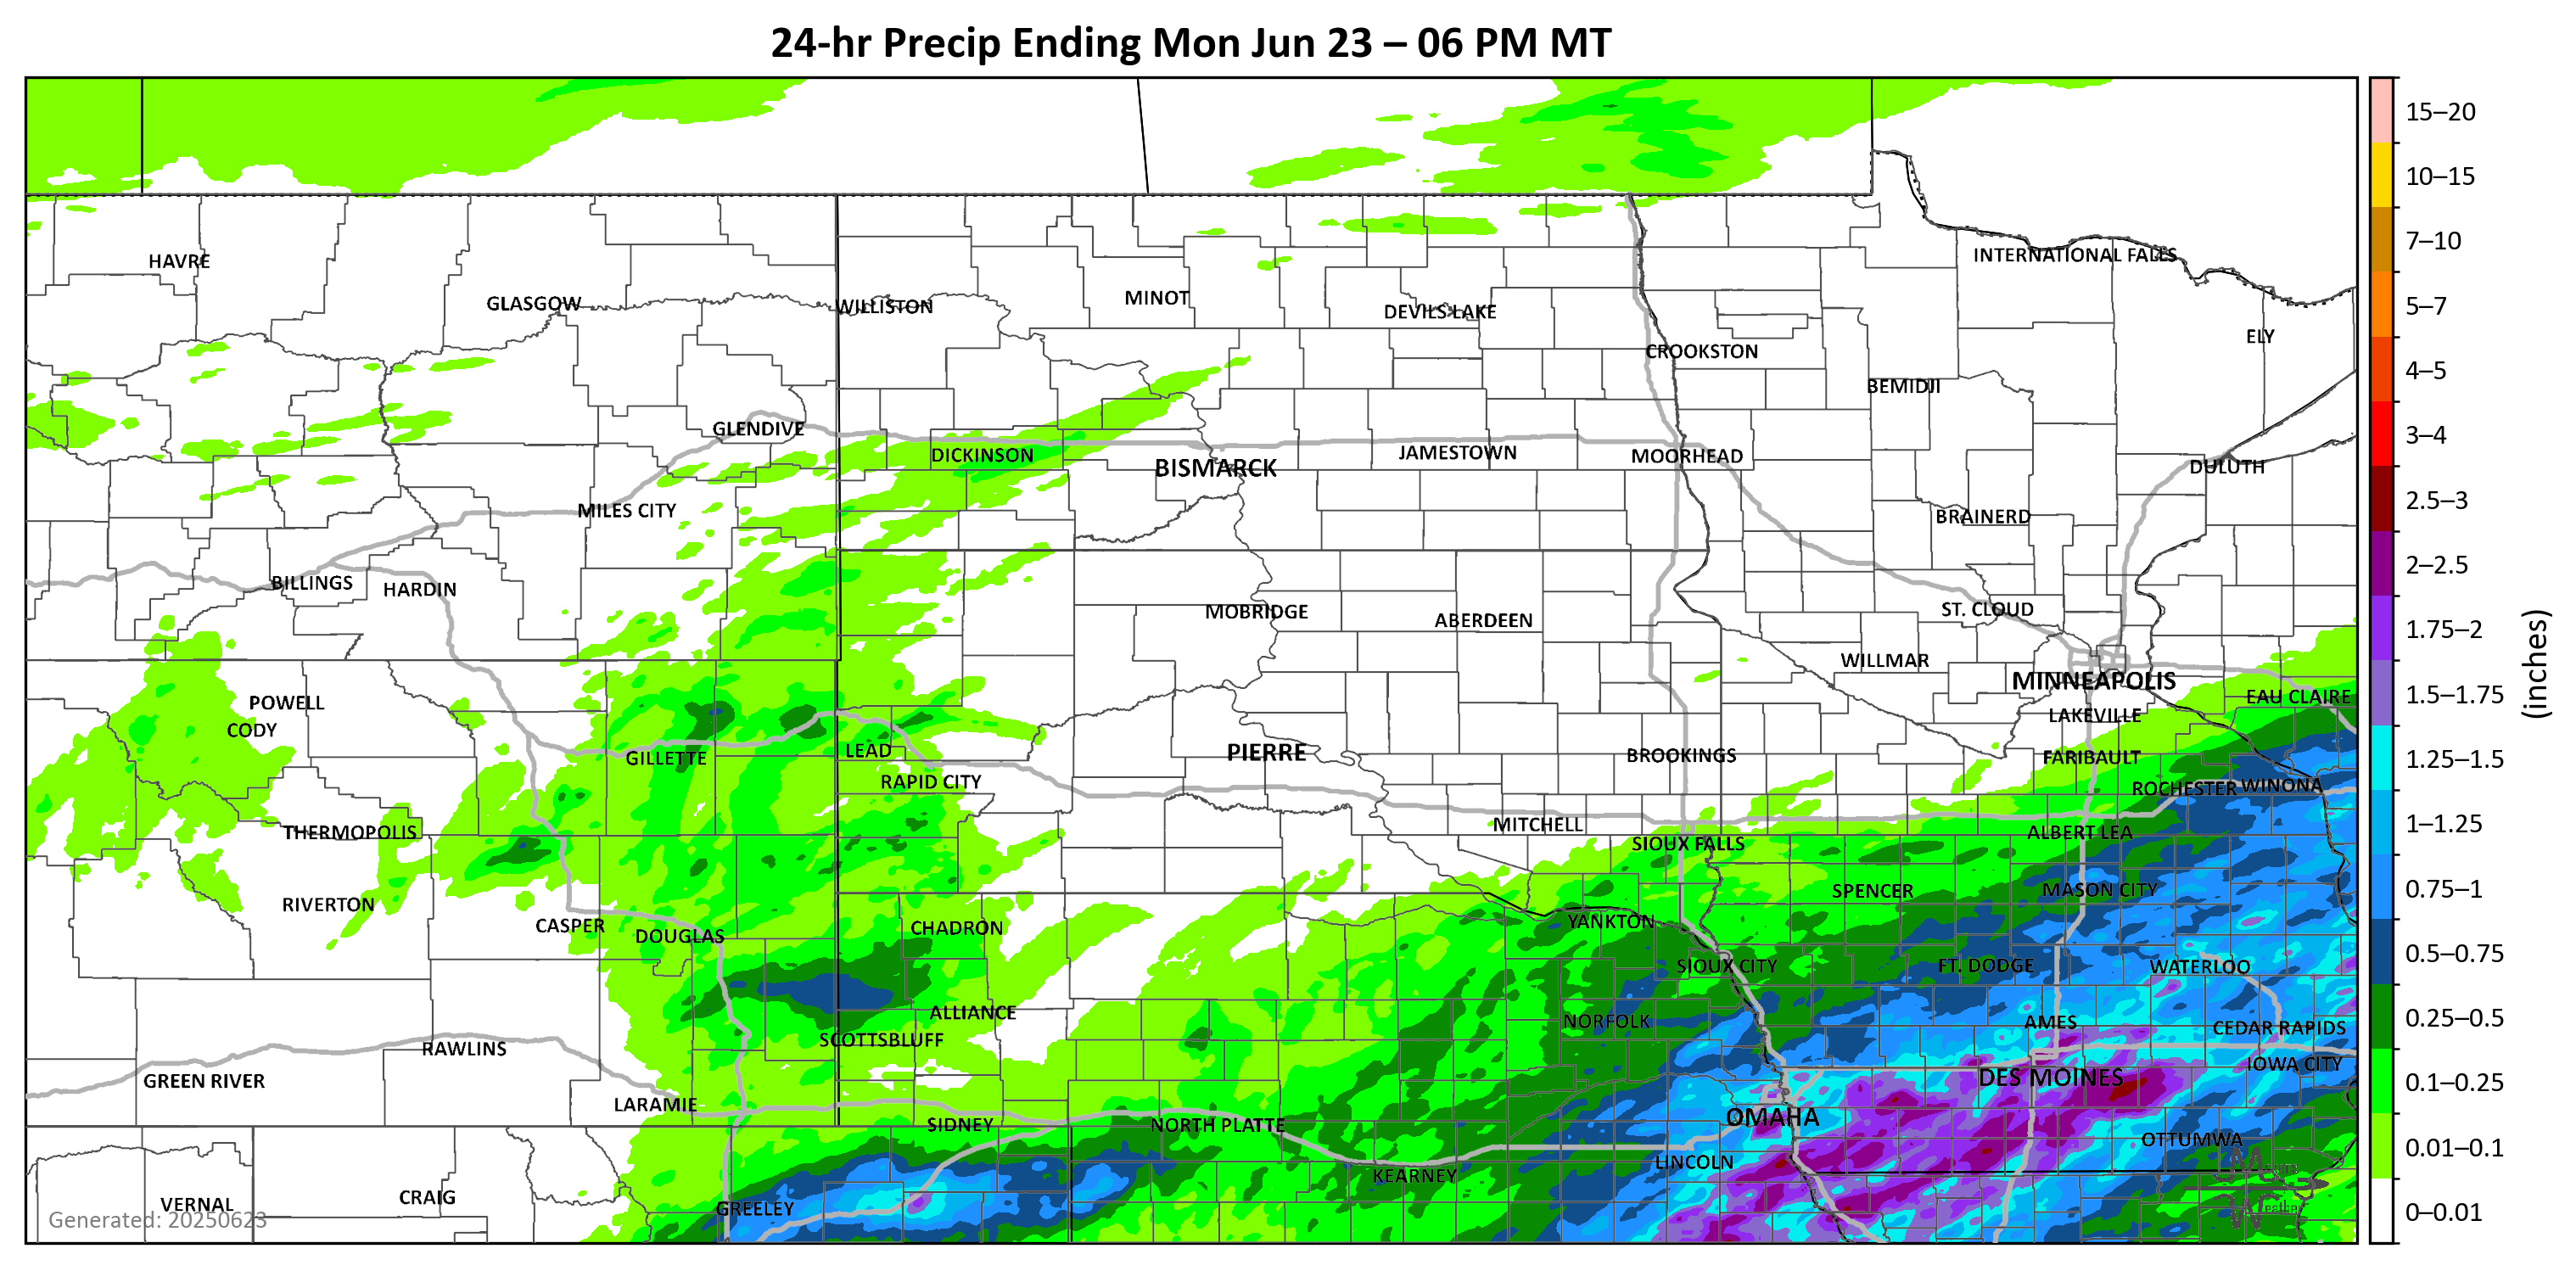 24-hr Precip Ending Mon Jun 23 – 06 PM MT
15–20
10–15
INTERNATIONAL FALLS
7–10
HAVRE
MINOT
GLASGOW
WILLISTON
DEVILS LAKE
5–7
ELY
CROOKSTON
4–5
BEMIDJI
GLENDIVE
3–4
DICKINSON
JAMESTOWN
MOORHEAD
BISMARCK
DULUTH
2.5–3
MILES CITY
BRAINERD
2–2.5
BILLINGS
HARDIN
MOBRIDGE
ABERDEEN
ST. CLOUD
1.75–2
WILLMAR
(inches)
MINNEAPOLIS
1.5–1.75
EAU CLAIRE
POWELL
LAKEVILLE
CODY
LEAD
PIERRE
GILLETTE
BROOKINGS
FARIBAULT
1.25–1.5
RAPID CITY
ROCHESTER
WINONA
MITCHELL
1–1.25
THERMOPOLIS
ALBERT LEA
SIOUX FALLS
SPENCER
MASON CITY
0.75–1
RIVERTON
CASPER
YANKTON
CHADRON
DOUGLAS
0.5–0.75
SIOUX CITY
FT. DODGE
WATERLOO
ALLIANCE
NORFOLK
AMES
0.25–0.5
CEDAR RAPIDS
SCOTTSBLUFF
RAWLINS
IOWA CITY
GREEN RIVER
DES MOINES
0.1–0.25
LARAMIE
OMAHA
SIDNEY
NORTH PLATTE
OTTUMWA
0.01–0.1
LINCOLN
KEARNEY
VERNAL
CRAIG
GREELEY
0–0.01
Generated: 20250623